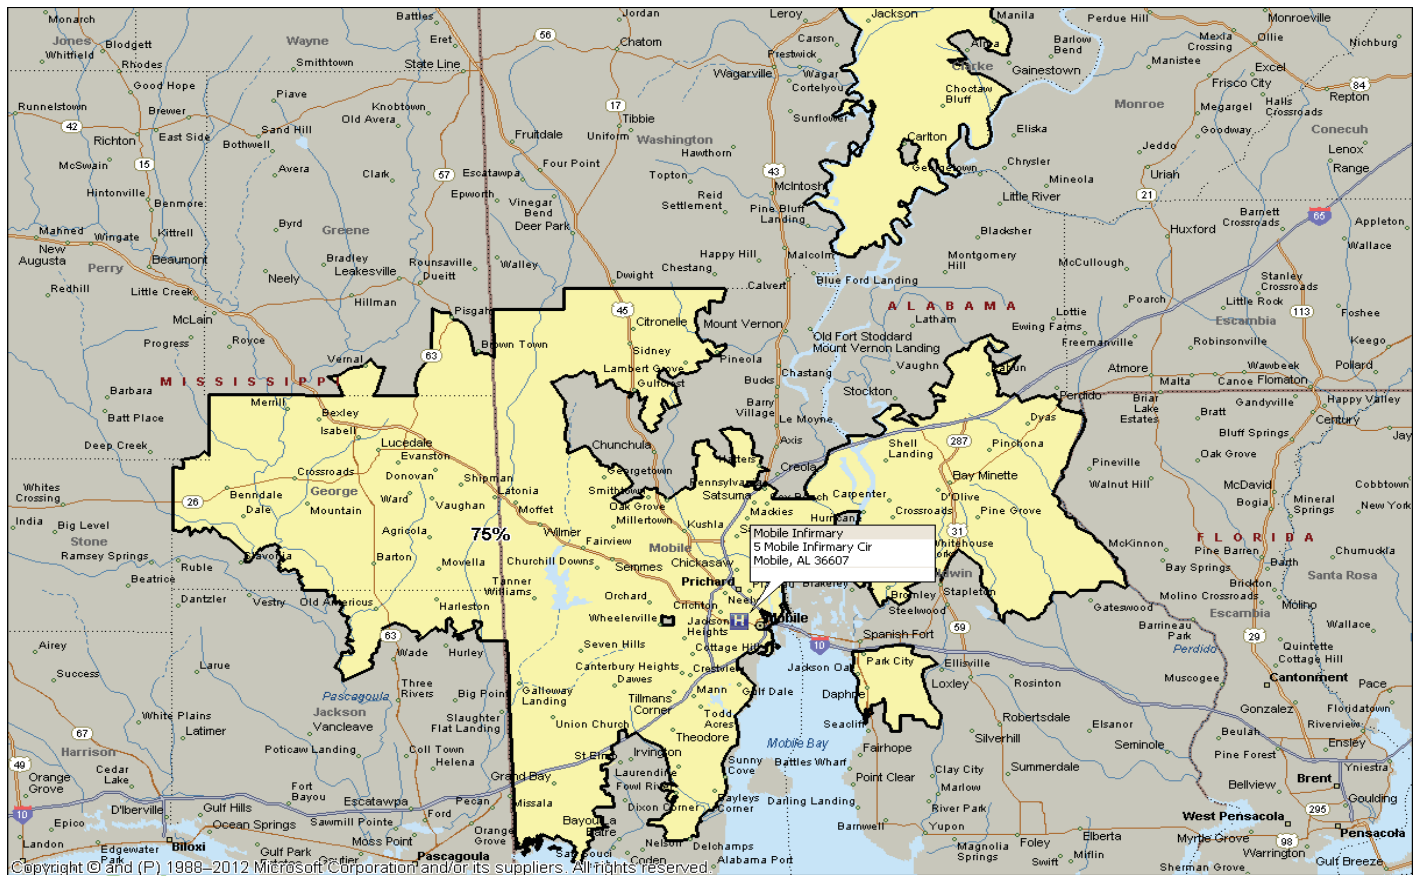 Monarch
Battles
Jordan
Leroy
Jackson
Manila
Perdue Hill
Monroeville
Jones
Blodgett
Wayne
Eret
56
Chatom
Carson
Alma
Barlow
Bend
Mexia
Crossing
Ollie
Nichburg
Whitfield
Rhodes
Smithtown
State Line
Prestwick
Wagarville
Wagar
Clarke
Gainestown
Manistee
Excel
Good Hope
Cortelyou
Choctaw
Bluff
Frisco City
84
Repton
Runnelstown
Brewer
Piave
Knobtown
17
Monroe
Megargel
Halls
Crossroads
42
Old Avera
Tibbie
Sunflower
Richton
East Side
Sand Hill
Fruitdale
Uniform
Washington
Carlton
Eliska
Goodway
Conecuh
Bothwell
Hawthorn
Jeddo
Lenox
McSwain
15
Avera
Clark
57
Escatawpa
Four Point
Topton
43
Georgetown
Chrysler
Uriah
Range
Hintonville
Epworth
Reid
Settlement
McIntosh
Mineola
Little River
21
Benmore
Vinegar
Bend
Pine Bluff
Landing
Barnett
Crossroads
65
Appleton
Mahned
Wingate
Kittrell
Byrd
Greene
Deer Park
Blacksher
Huxford
Wallace
New
Augusta
Beaumont
Bradley
Rounsaville
Walley
Happy Hill
Malcolm
Montgomery
Hill
McCullough
Perry
Neely
Leakesville
Dueitt
Dwight
Chestang
Blue Ford Landing
Stanley
Crossroads
Redhill
Little Creek
Hillman
Calvert
Poarch
Little Rock
McLain
Pisgah
45
Citronelle
Mount Vernon
ALABAMA
Latham
Lottie
Ewing Farms
Escambia
113
Foshee
Progress
Royce
Vernal
63
Brown Town
Sidney
Pineola
Old Fort Stoddard
Mount Vernon Landing
Freemanville
Robinsonville
Keego
MISSISSIPPI
Lambert Grove
Gulfcrest
Bucks
Chastang
Vaughn
Rabun
Atmore
Wawbeek
Pollard
Barbara
Stockton
Malta
Canoe
Flomaton
Merrill
Bexley
Barry
Village
Le Moyne
Perdido
Briar
Lake
Estates
Gandyville
Happy Valley
Batt Place
Isabell
Dyas
Bratt
Century
Deep Creek
Lucedale
Chunchula
Axis
Shell
Landing
287
Pinchona
Bluff Springs
Jay
Evanston
Georgetown
Hatters
Creola
Oak Grove
Whites
Crossing
Crossroads
Donovan
Shipman
Pennsylvania
Bay Minette
Pineville
Walnut Hill
McDavid
Cobbtown
26
Benndale
George
Ward
Latonia
Smithtown
Satsuma
Carpenter
D'Olive
Bogia
Mineral
Springs
New York
Dale
Mountain
Vaughan
Moffet
Oak Grove
Mackies
Crossroads
Pine Grove
India
Big Level
Agricola
75%
Millertown
Kushla
Hurricane
31
FLORIDA
Stone
Wilmer
Fairview
Mobile
Mobile Infirmary
5 Mobile Infirmary Cir
Mobile, AL 36607
Whitehouse
McKinnon
Pine Barren
Barth
Chumuckla
Ramsey Springs
Slavonia
Barton
Movella
Churchill Downs
Semmes
Chickasaw
Bay Springs
Santa Rosa
Ruble
Beatrice
Tanner
Williams
Prichard
Blakeley
Brickton
Dantzler
Vestry
Old Americus
Harleston
Orchard
Crichton
Neely
Bromley
Stapleton
Gateswood
Molino Crossroads
Molino
63
Wheelerville
Jackson
Heights
H
Mobile
Steelwood
59
Barrineau
Park
Escambia
Wallace
Airey
Wade
Hurley
Seven Hills
Cottage Hill
10
Spanish Fort
29
Quintette
Cottage Hill
Larue
Canterbury Heights
Dawes
Crestview
Jackson Oak
Park City
Ellisville
Perdido
Success
Three
Rivers
Big Point
Galloway
Landing
Mann
Gulf Dale
Daphne
Loxley
Rosinton
Muscogee
Cantonment
Pace
Pascagoula
Tillmans
Corner
White Plains
Jackson
Vancleave
Slaughter
Flat Landing
Union Church
Todd
Acres
Seacliff
Robertsdale
Elsanor
Gonzalez
Floridatown
Riverview
67
Latimer
Poticaw Landing
Coll Town
Theodore
Mobile Bay
Fairhope
Silverhill
Seminole
Beulah
Ensley
Harrison
Helena
St Elmo
Irvington
Sunny
Cove
Battles Wharf
Pine Forest
49
Cedar
Lake
Grand Bay
Laurendine
Point Clear
Clay City
Summerdale
Brent
Yniestra
Orange
Grove
Fort
Bayou
Fowl River
Marlow
Bellview
Goulding
10
D'Iberville
Gulf Hills
Escatawpa
Pecan
Missala
Dixon Corner
Bayleys
Corner
Darling Landing
River Park
295
Epico
Ocean Springs
Sawmill Pointe
Ford
Bayou La
Batre
Barnwell
Yupon
West Pensacola
Landon
Edgewater
Park
Biloxi
Gulf Park
Moss Point
Orange
Grove
Nelson
Delchamps
Magnolia
Springs
Foley
Elberta
Myrtle Grove
98
Pensacola
Gautier
Pascagoula
Coden
Alabama Port
Swift
Miflin
Warrington
Gulf Breeze
Sherman Grove
Copyright © and (P) 1988–2012 Microsoft Corporation and/or its suppliers. All rights reserved.